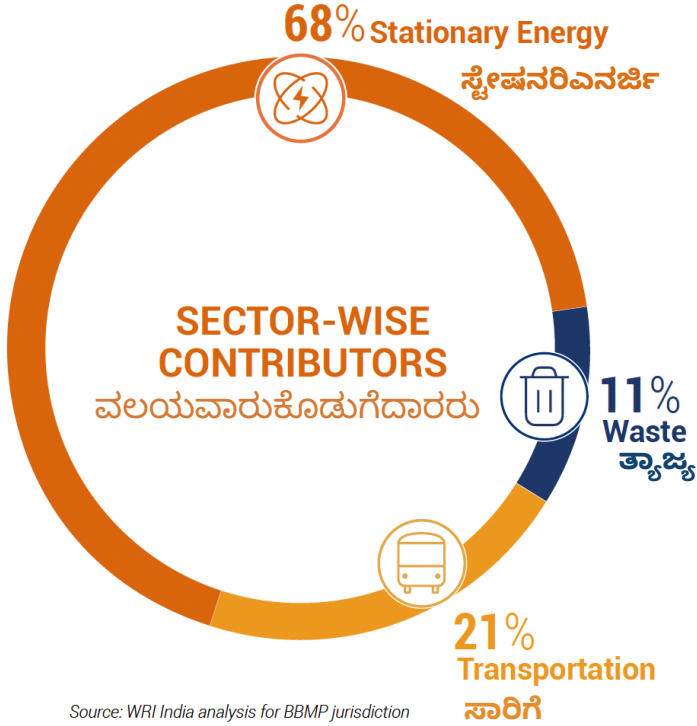 68% Stationary Energy
ಸ್ಟೇಷನರಿಎನರ್ಜಿ
SECTOR-WISE
CONTRIBUTORS
ವಲಯವಾರುಕೊಡುಗೆದಾರರು
11%
Waste
ತ್ಯಾಜ್ಯ
21%
Transportation
ಸಾರಿಗೆ
Source: WRI India analysis for BBMP jurisdiction